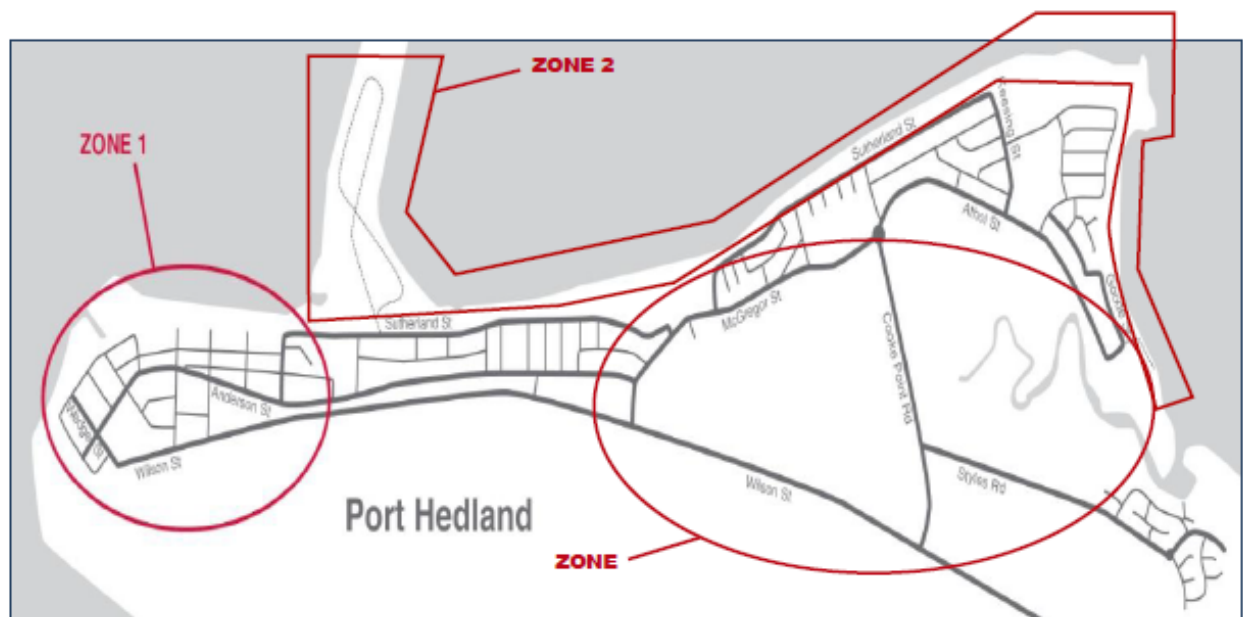 ZONE 2
ZONE 1
Keesing St
Sutherland St
Athol St
McGregor St
Sutherland St
Cooke Point Rd
Anderson St
Wilson St
Styles Rd
Wilson St
Port Hedland
ZONE